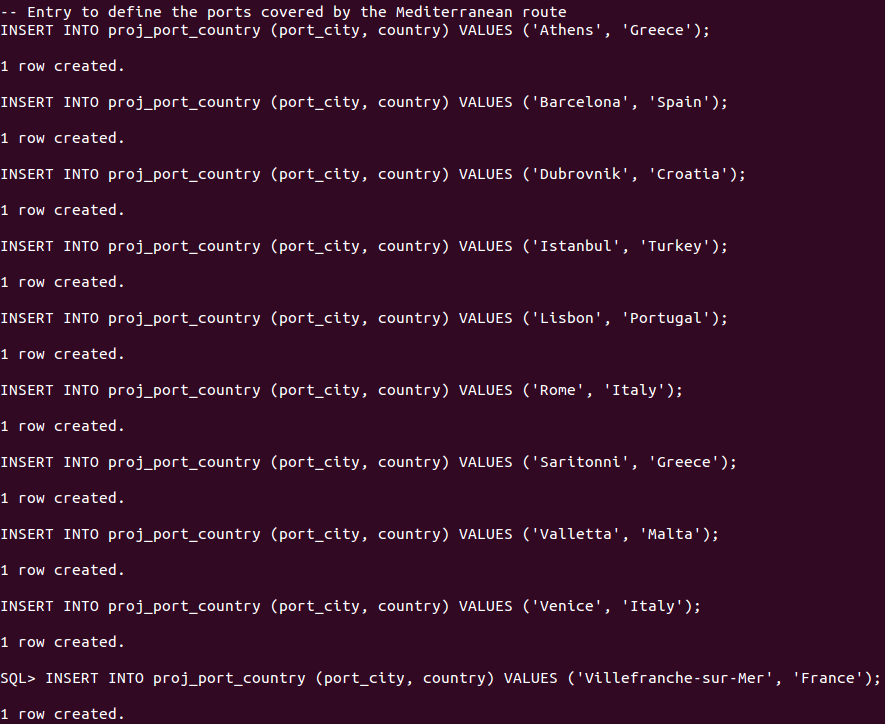 -- Entry to define the ports covered by the Mediterranean route
INSERT INTO proj_port_country (port_city, country) VALUES ('Athens', 'Greece');
1 row created.
INSERT INTO proj_port_country (port_city, country) VALUES ('Barcelona', 'Spain');
1 row created.
INSERT INTO proj_port_country (port_city, country) VALUES ('Dubrovnik', 'Croatia');
1 row created.
INSERT INTO proj_port_country (port_city, country) VALUES ('Istanbul', 'Turkey');
1 row created.
INSERT INTO proj_port_country (port_city, country) VALUES ('Lisbon', 'Portugal');
1 row created.
INSERT INTO proj_port_country (port_city, country) VALUES ('Rome', 'Italy');
1 row created.
INSERT INTO proj_port_country (port_city, country) VALUES ('Saritonni', 'Greece');
1 row created.
INSERT INTO proj_port_country (port_city, country) VALUES ('Valletta', 'Malta');
1 row created.
INSERT INTO proj_port_country (port_city, country) VALUES ('Venice', 'Italy');
1 row created.
SQL> INSERT INTO proj_port_country (port_city, country) VALUES ('Villefranche-sur-Mer', 'France');
1 row created.